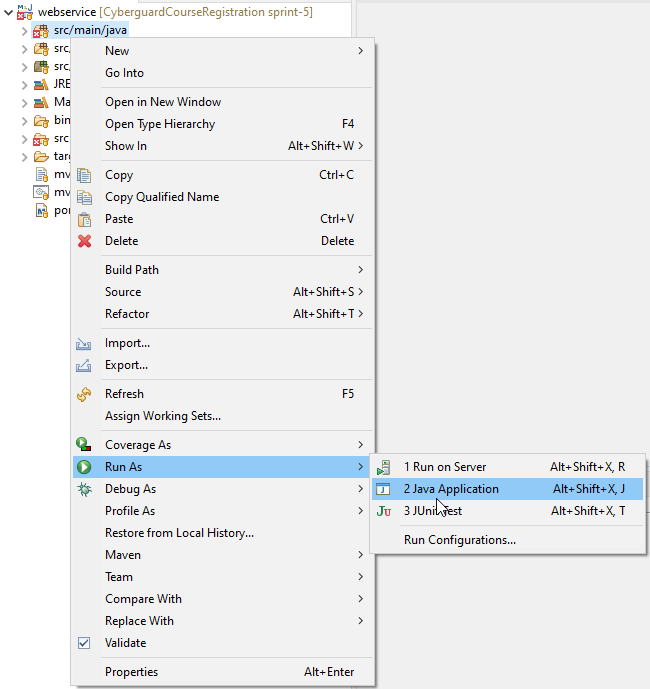 webservice [CyberguardCourseRegistration sprint-5]
src/main/java
src
src
JRE
Ma
bin
src
targ
mv
mv
por
New
Go Into
Open in New Window
Open Type Hierarchy F4
Show In Alt+Shift+W >
Copy Ctrl+C
Copy Qualified Name
Paste Ctrl+V
Delete Delete
Build Path
Source Alt+Shift+S >
Refactor Alt+Shift+T >
Import...
Export...
Refresh F5
Assign Working Sets...
Coverage As
Run As
Debug As
Profile As
Restore from Local History...
Maven
Team
Compare With
Replace With
Validate
Properties Alt+Enter
1 Run on Server Alt+Shift+X, R
2 Java Application Alt+Shift+X, J
3 JUnit Test Alt+Shift+X, T
Run Configurations...